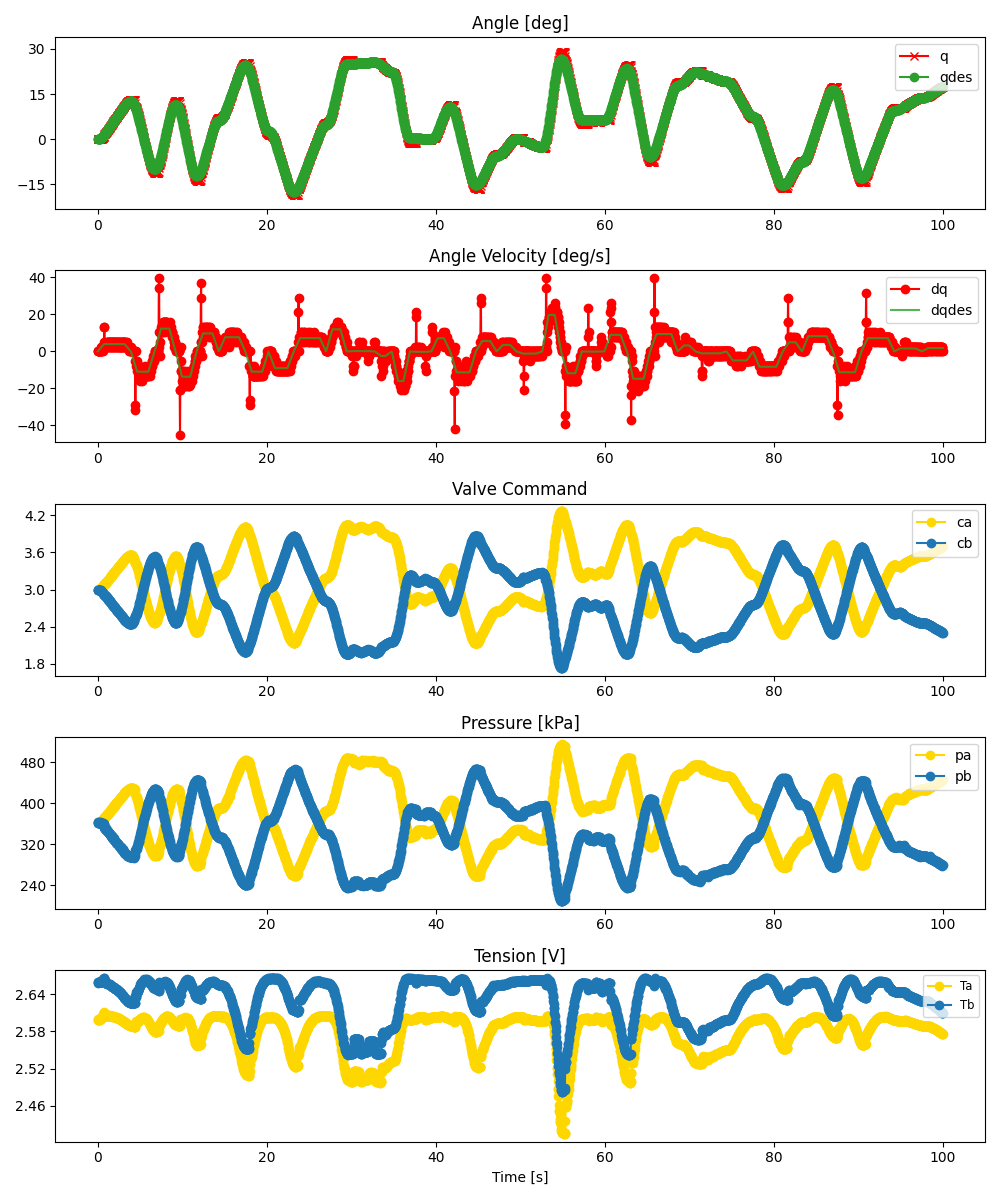 Angle [deg]
30
15
0
−15
q
qdes
0 20 40 60 80 100
Angle Velocity [deg/s]
40
20
0
−20
−40
dq
dqdes
0 20 40 60 80 100
Valve Command
4.2
3.6
3.0
2.4
1.8
ca
cb
0 20 40 60 80 100
Pressure [kPa]
480
400
320
240
pa
pb
0 20 40 60 80 100
Tension [V]
2.64
2.58
2.52
2.46
Ta
Tb
0 20 40 60 80 100
Time [s]